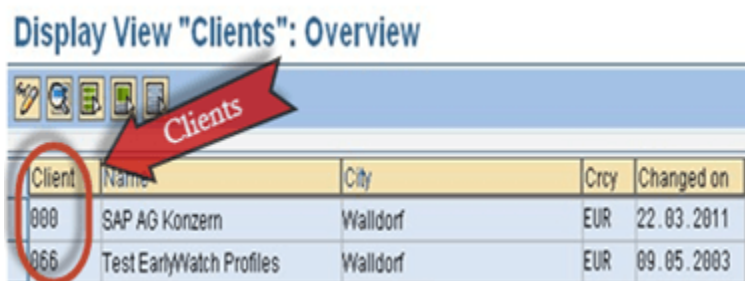 Display View "Clients": Overview
Clients
Client Name City Crcy Changed on
000 SAP AG Konzern Walldorf EUR 22.03.2011
066 Test EarlyWatch Profiles Walldorf EUR 09.05.2003